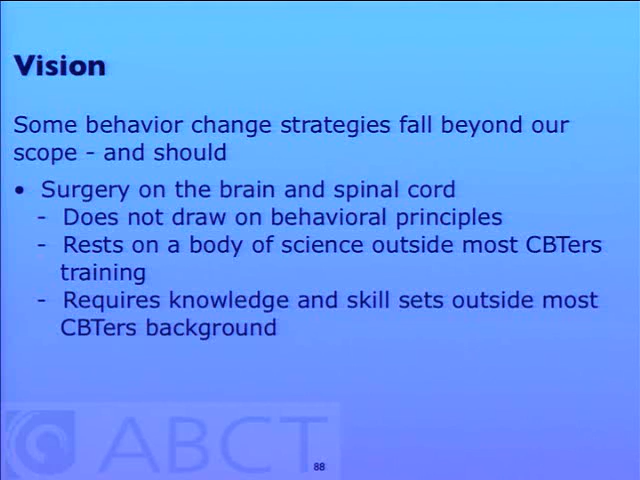 Vision
Some behavior change strategies fall beyond our
scope - and should
• Surgery on the brain and spinal cord
- Does not draw on behavioral principles
- Rests on a body of science outside most CBTers
training
- Requires knowledge and skill sets outside most
CBTers background
ABCT
88